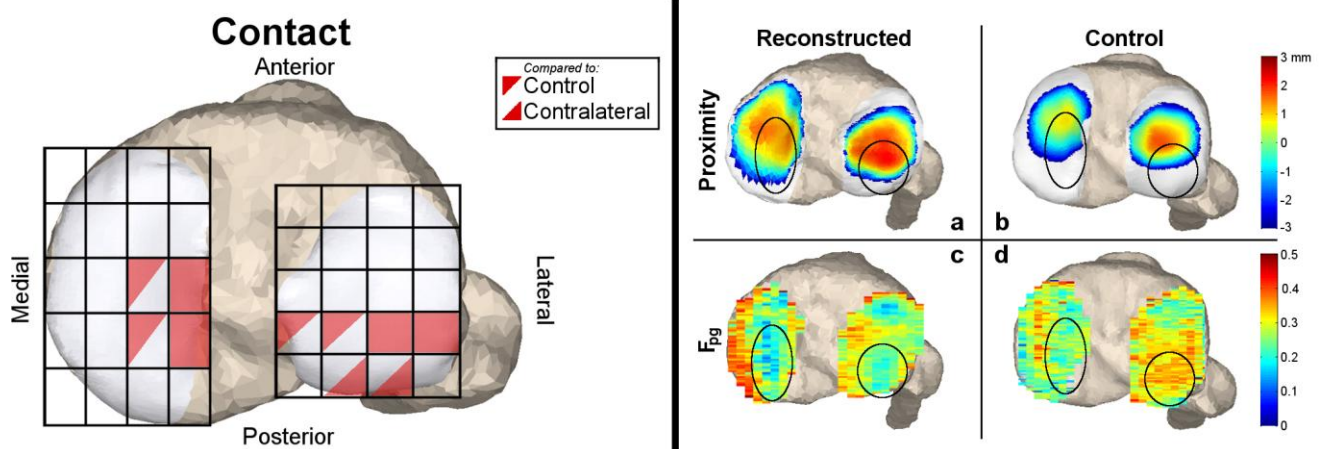 Contact
Anterior
Compared to:
Control
Contralateral
Medial
Lateral
Posterior
Reconstructed
Control
Proximity
3 mm
2
1
0
-1
-2
-3
a
b
c
d
Fpg
0.5
0.4
0.3
0.2
0.1
0